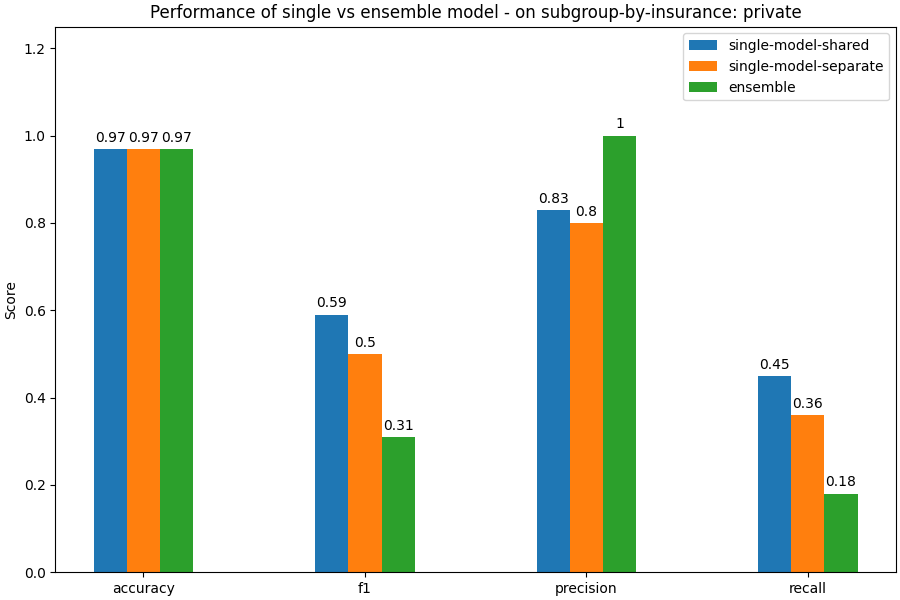 Performance of single vs ensemble model - on subgroup-by-insurance: private
single-model-shared
single-model-separate
ensemble
Score
1.2
1.0
0.8
0.6
0.4
0.2
0.0
0.97 0.97 0.97
0.59
0.5
0.31
0.83
0.8
1
0.45
0.36
0.18
accuracy f1 precision recall